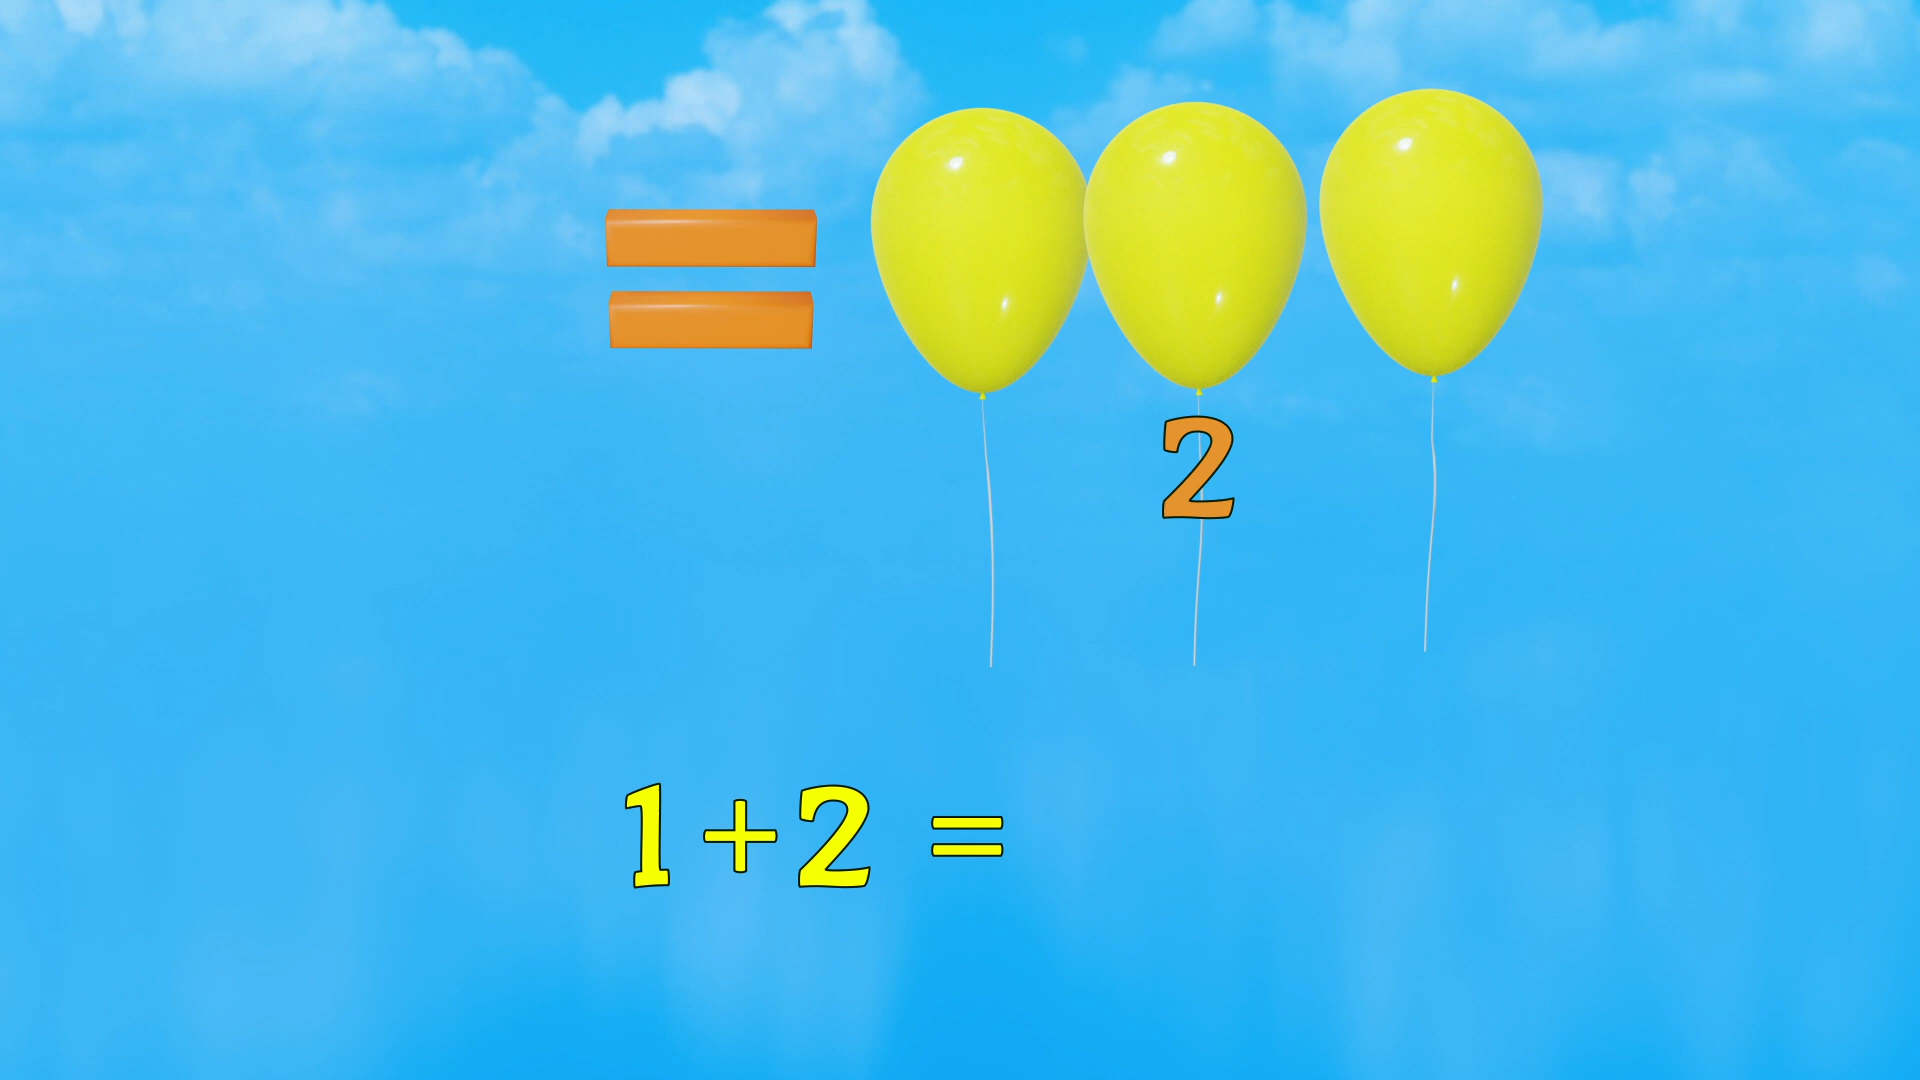 =
2
1+2 =